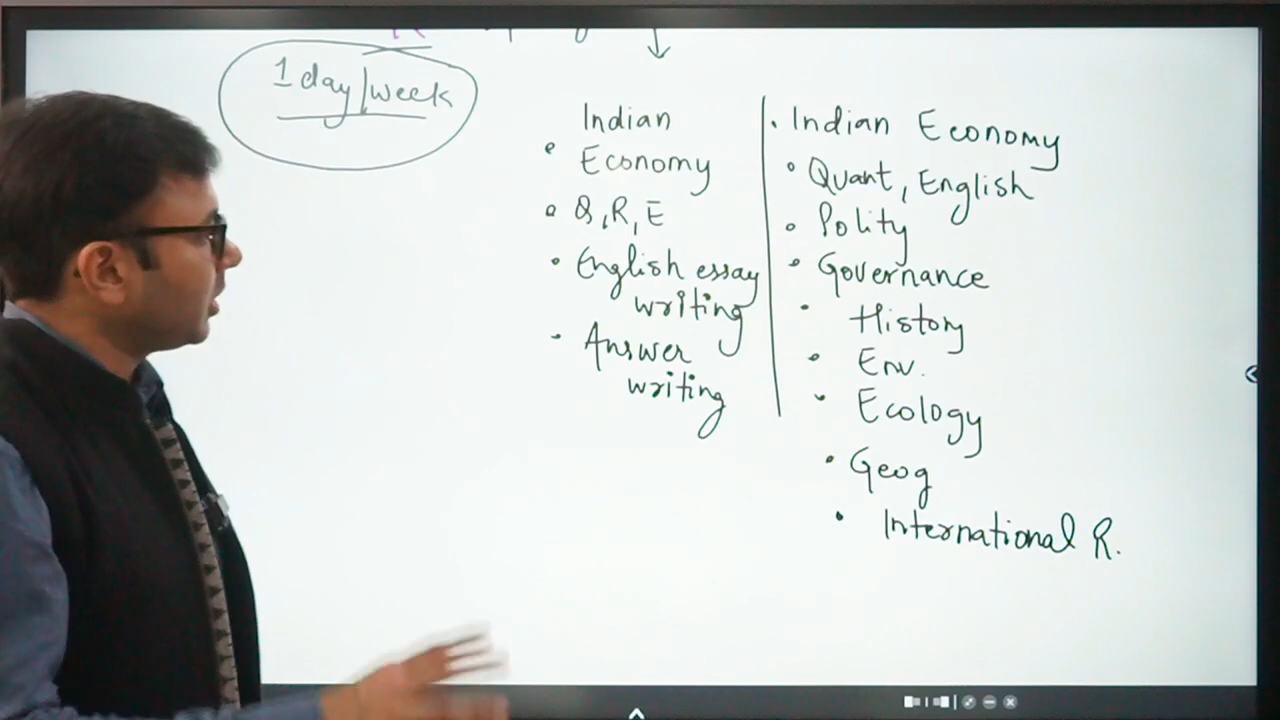 1 day/week
Indian
• Economy
• Q, R, E
• English essay
writing
• Answer
writing
• Indian Economy
• Quant, English
• Polity
• Governance
• History
• Env.
• Ecology
• Geog
• International R.